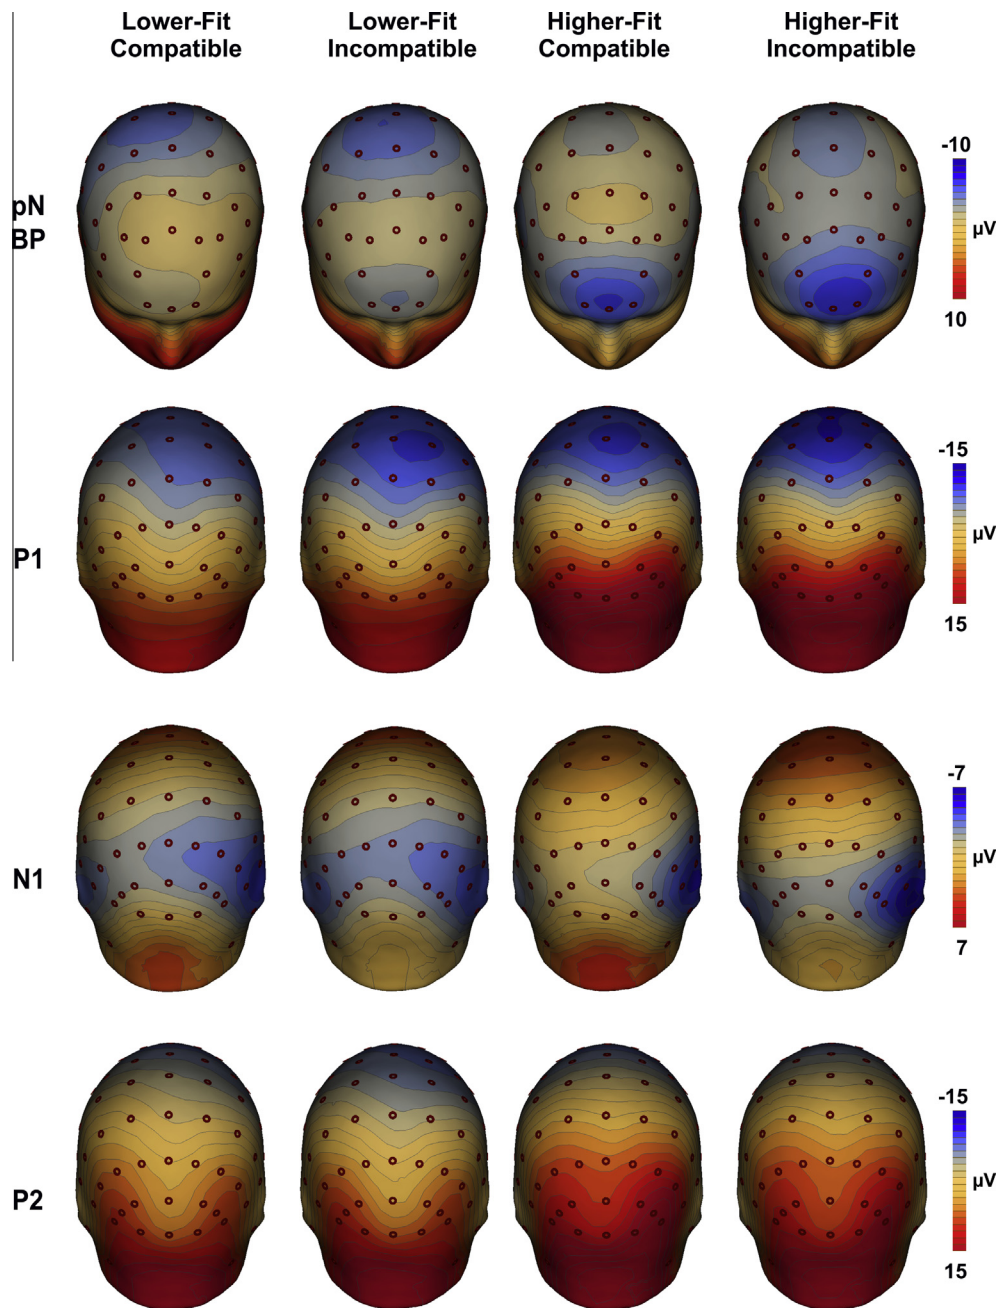 Lower-Fit Compatible
Lower-Fit Incompatible
Higher-Fit Compatible
Higher-Fit Incompatible
pN
BP
-10
µV
10
P1
-15
µV
15
N1
-7
µV
7
P2
-15
µV
15